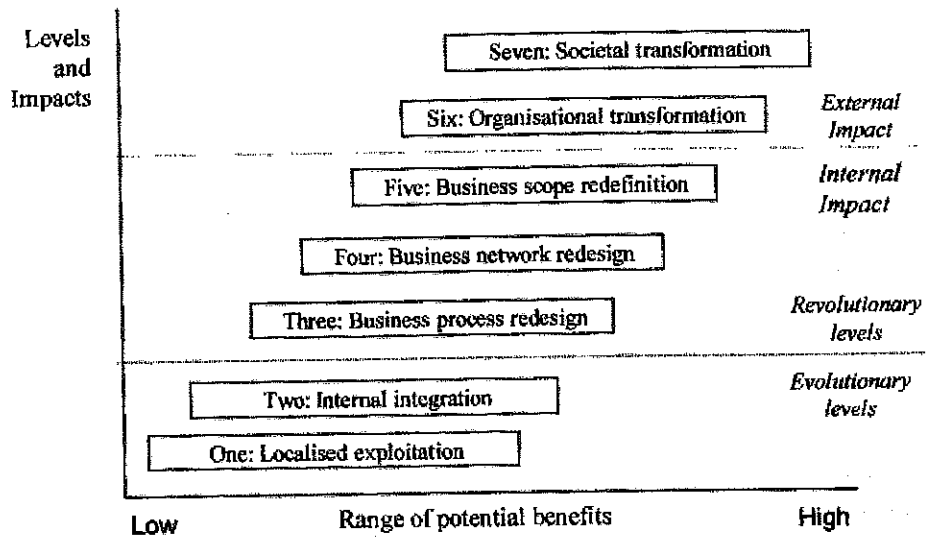 Levels
and
Impacts
Seven: Societal transformation
Six: Organisational transformation
External
Impact
Five: Business scope redefinition
Internal
Impact
Four: Business network redesign
Three: Business process redesign
Revolutionary
levels
Two: Internal integration
Evolutionary
levels
One: Localised exploitation
Low
Range of potential benefits
High